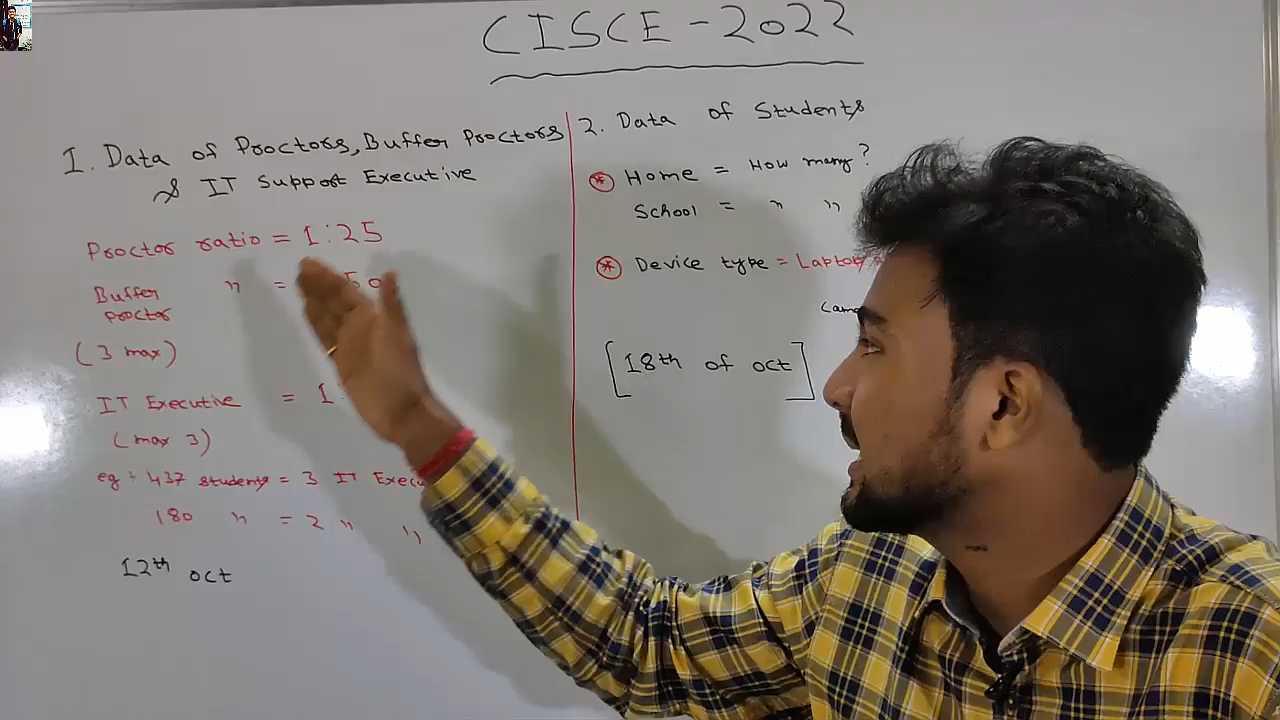 CISCE-2022
1. Data of Proctors, Buffer Proctors
& IT Support Executive
Proctor ratio = 1:25
Buffer " =
proctor
(3 max)
IT Executive = 1
(max 3)
eg: 437 students = 3 IT Execu
180 " = 2 " "
12th oct
2. Data of Students
* Home = How many?
School = " "
* Device type = Laptop
[18th of oct]